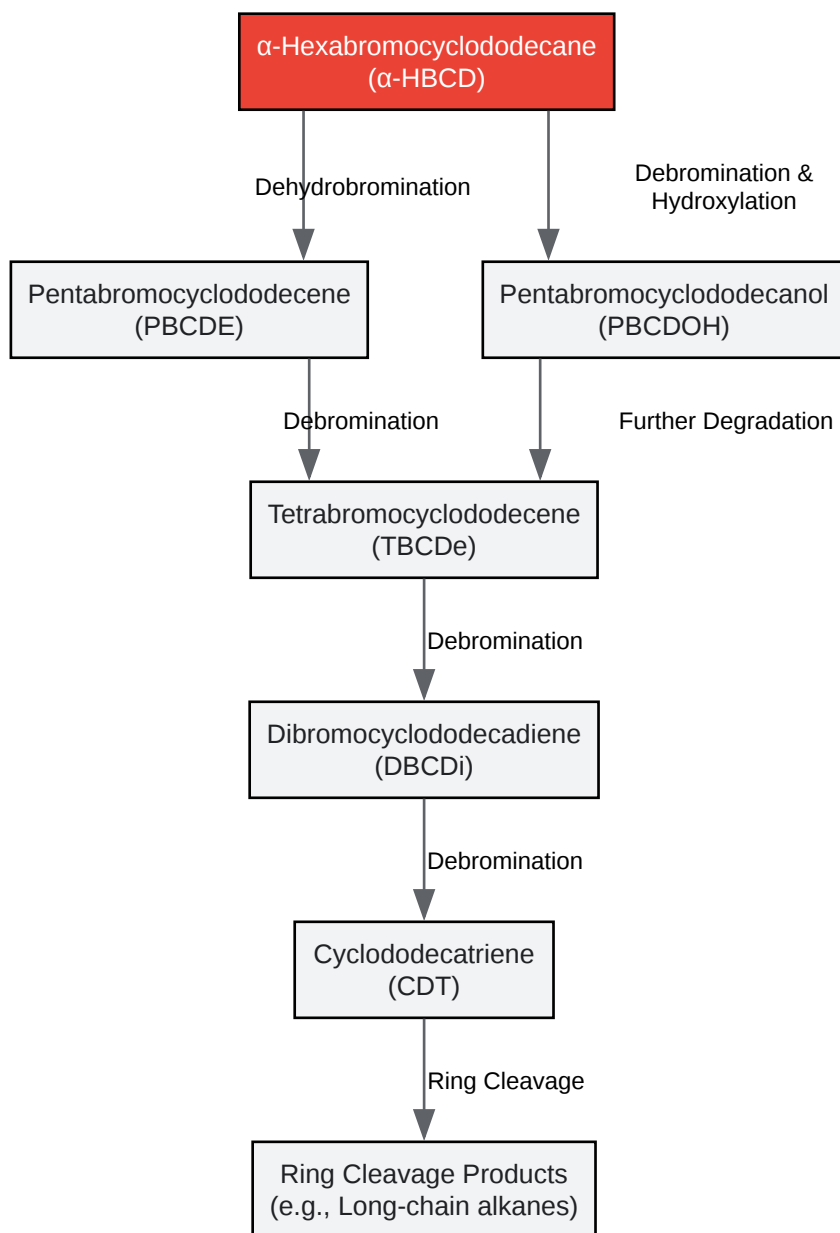 α-Hexabromocyclododecane
(α-HBCD)
Dehydrobromination
Debromination &
Hydroxylation
Pentabromocyclododecene
(PBCDE)
Pentabromocyclododecanol
(PBCDOH)
Debromination
Further Degradation
Tetrabromocyclododecene
(TBCDe)
Debromination
Dibromocyclododecadiene
(DBCDi)
Debromination
Cyclododecatriene
(CDT)
Ring Cleavage
Ring Cleavage Products
(e.g., Long-chain alkanes)